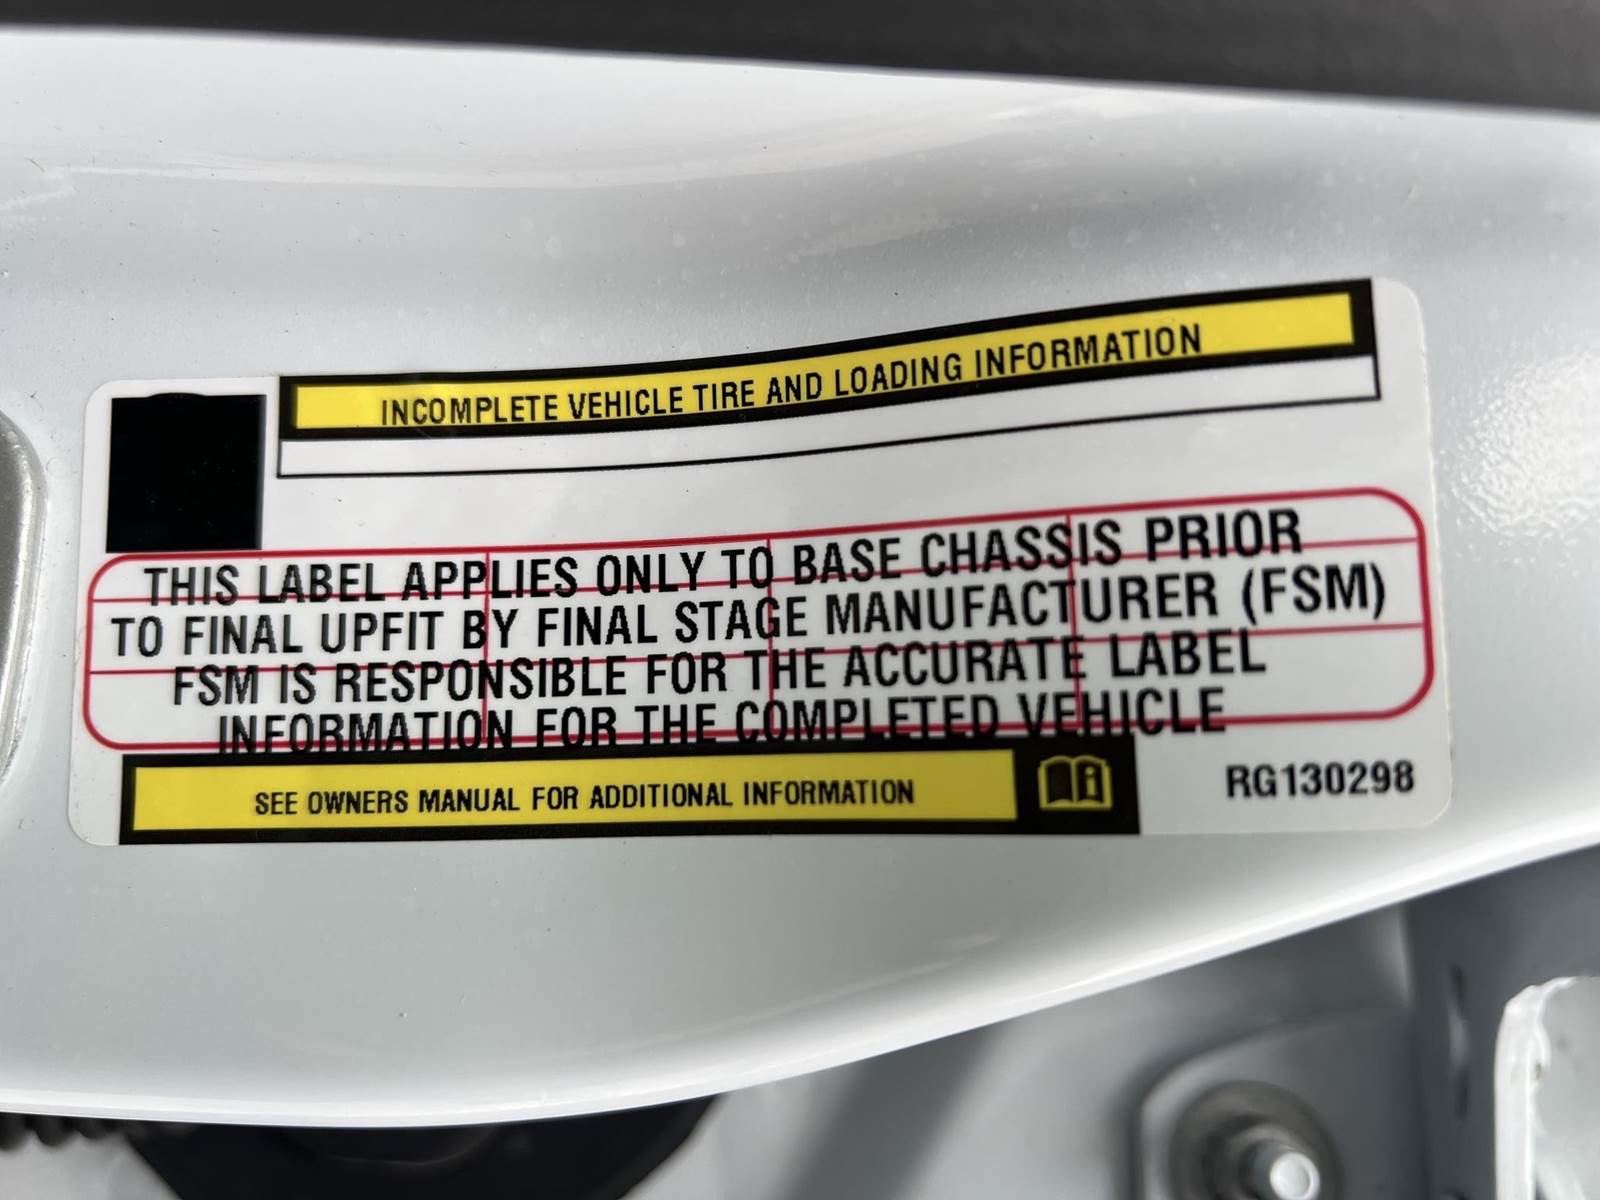 INCOMPLETE VEHICLE TIRE AND LOADING INFORMATION
THIS LABEL APPLIES ONLY TO BASE CHASSIS PRIOR
TO FINAL UPFIT BY FINAL STAGE MANUFACTURER (FSM)
FSM IS RESPONSIBLE FOR THE ACCURATE LABEL
INFORMATION FOR THE COMPLETED VEHICLE
SEE OWNERS MANUAL FOR ADDITIONAL INFORMATION
RG130298